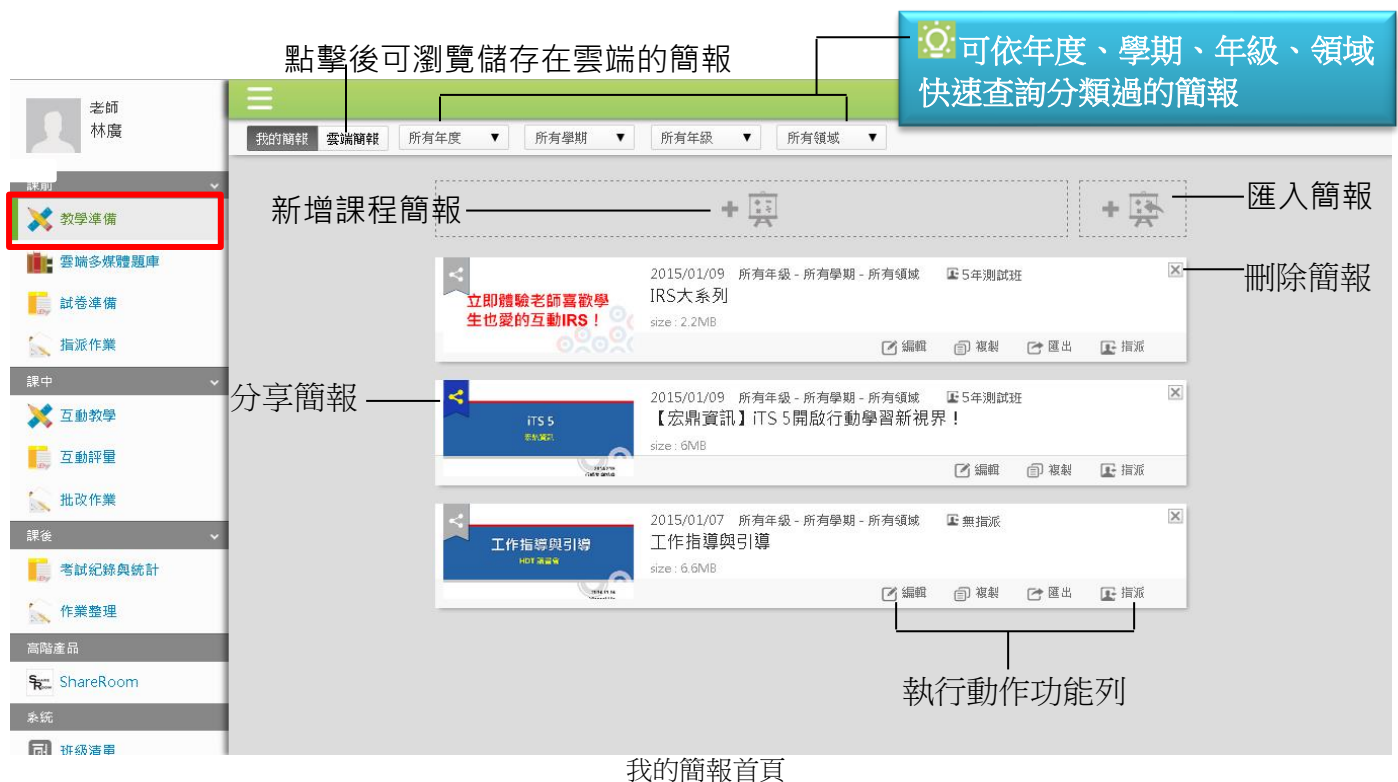 點擊後可瀏覽儲存在雲端的簡報
可依年度、學期、年級、領域
快速查詢分類過的簡報
老師
林廣
我的簡報 雲端簡報 所有年度 ▼ 所有學期 ▼ 所有年級 ▼ 所有領域 ▼
課前
教學準備
雲端多媒體題庫
試卷準備
指派作業
課中
互動教學
互動評量
批改作業
課後
考試紀錄與統計
作業整理
高階產品
ShareRoom
系統
班級清單
新增課程簡報
匯入簡報
立即體驗老師喜歡學
生也愛的互動IRS！
2015/01/09 所有年級 - 所有學期 - 所有領域 5年測試班
IRS大系列
size : 2.2MB
編輯 複製 匯出 指派
刪除簡報
分享簡報
iTS 5
宏鼎資訊
2015/01/09 所有年級 - 所有學期 - 所有領域 5年測試班
【宏鼎資訊】iTS 5開啟行動學習新視界！
size : 6MB
編輯 複製 指派
工作指導與引導
2015/01/07 所有年級 - 所有學期 - 所有領域 無指派
工作指導與引導
size : 6.6MB
編輯 複製 匯出 指派
執行動作功能列
我的簡報首頁